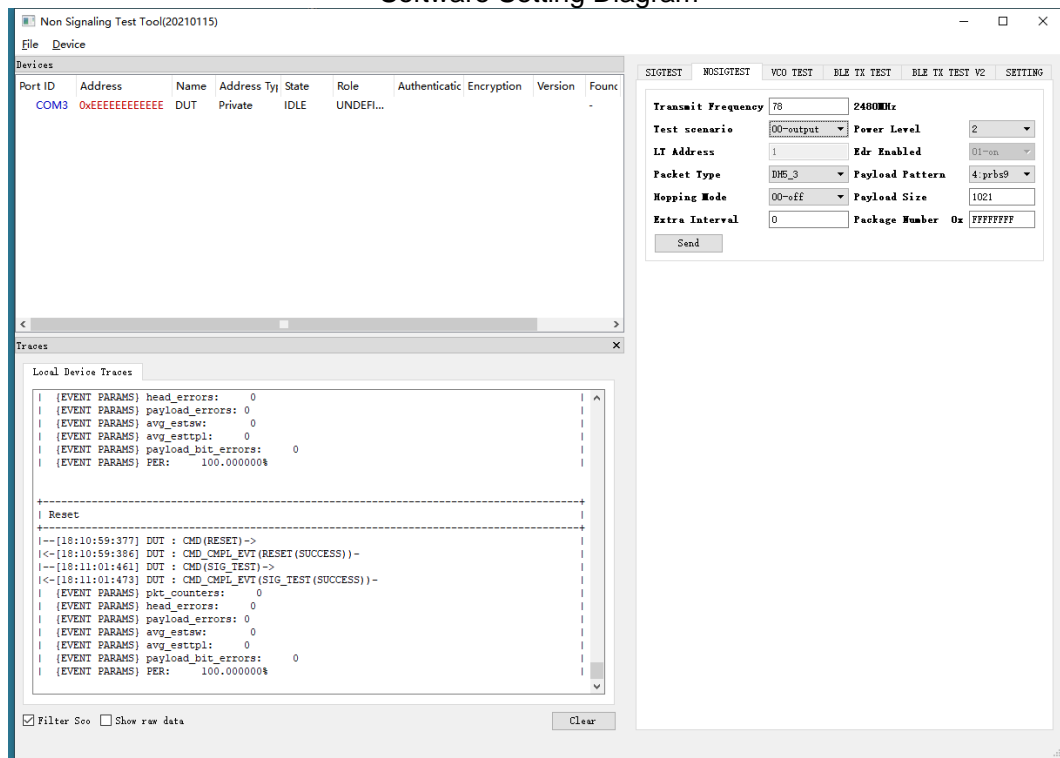 Software Setting Diagram
Non Signaling Test Tool(20210115)
File Device
Devices
Port ID Address Name Address Ty State Role Authenticatic Encryption Version Found
COM3 0xEEEEEEEEEEEE DUT Private IDLE UNDEFI... -
Traces
Local Device Traces
| {EVENT PARAMS} head_errors: 0 |
| {EVENT PARAMS} payload_errors: 0 |
| {EVENT PARAMS} avg_estsw: 0 |
| {EVENT PARAMS} avg_esttpl: 0 |
| {EVENT PARAMS} payload_bit_errors: 0 |
| {EVENT PARAMS} PER: 100.000000% |
| Reset |
|--[18:10:59:377] DUT : CMD(RESET)-> |
|<-[18:10:59:386] DUT : CMD_CMPL_EVT(RESET(SUCCESS))- |
|--[18:11:01:461] DUT : CMD(SIG_TEST)-> |
|<-[18:11:01:473] DUT : CMD_CMPL_EVT(SIG_TEST(SUCCESS))- |
| {EVENT PARAMS} pkt_counters: 0 |
| {EVENT PARAMS} head_errors: 0 |
| {EVENT PARAMS} payload_errors: 0 |
| {EVENT PARAMS} avg_estsw: 0 |
| {EVENT PARAMS} avg_esttpl: 0 |
| {EVENT PARAMS} payload_bit_errors: 0 |
| {EVENT PARAMS} PER: 100.000000% |
Filter Sco Show raw data Clear
SIGTEST NOSIGTEST VCO TEST BLE TX TEST BLE TX TEST V2 SETTING
Transmit Frequency 78 2480MHz
Test scenario 00-output Power Level 2
LT Address 1 Edr Enabled 01-on
Packet Type DH5_3 Payload Pattern 4:prbs9
Hopping Mode 00-off Payload Size 1021
Extra Interval 0 Package Number 0x FFFFFFFF
Send